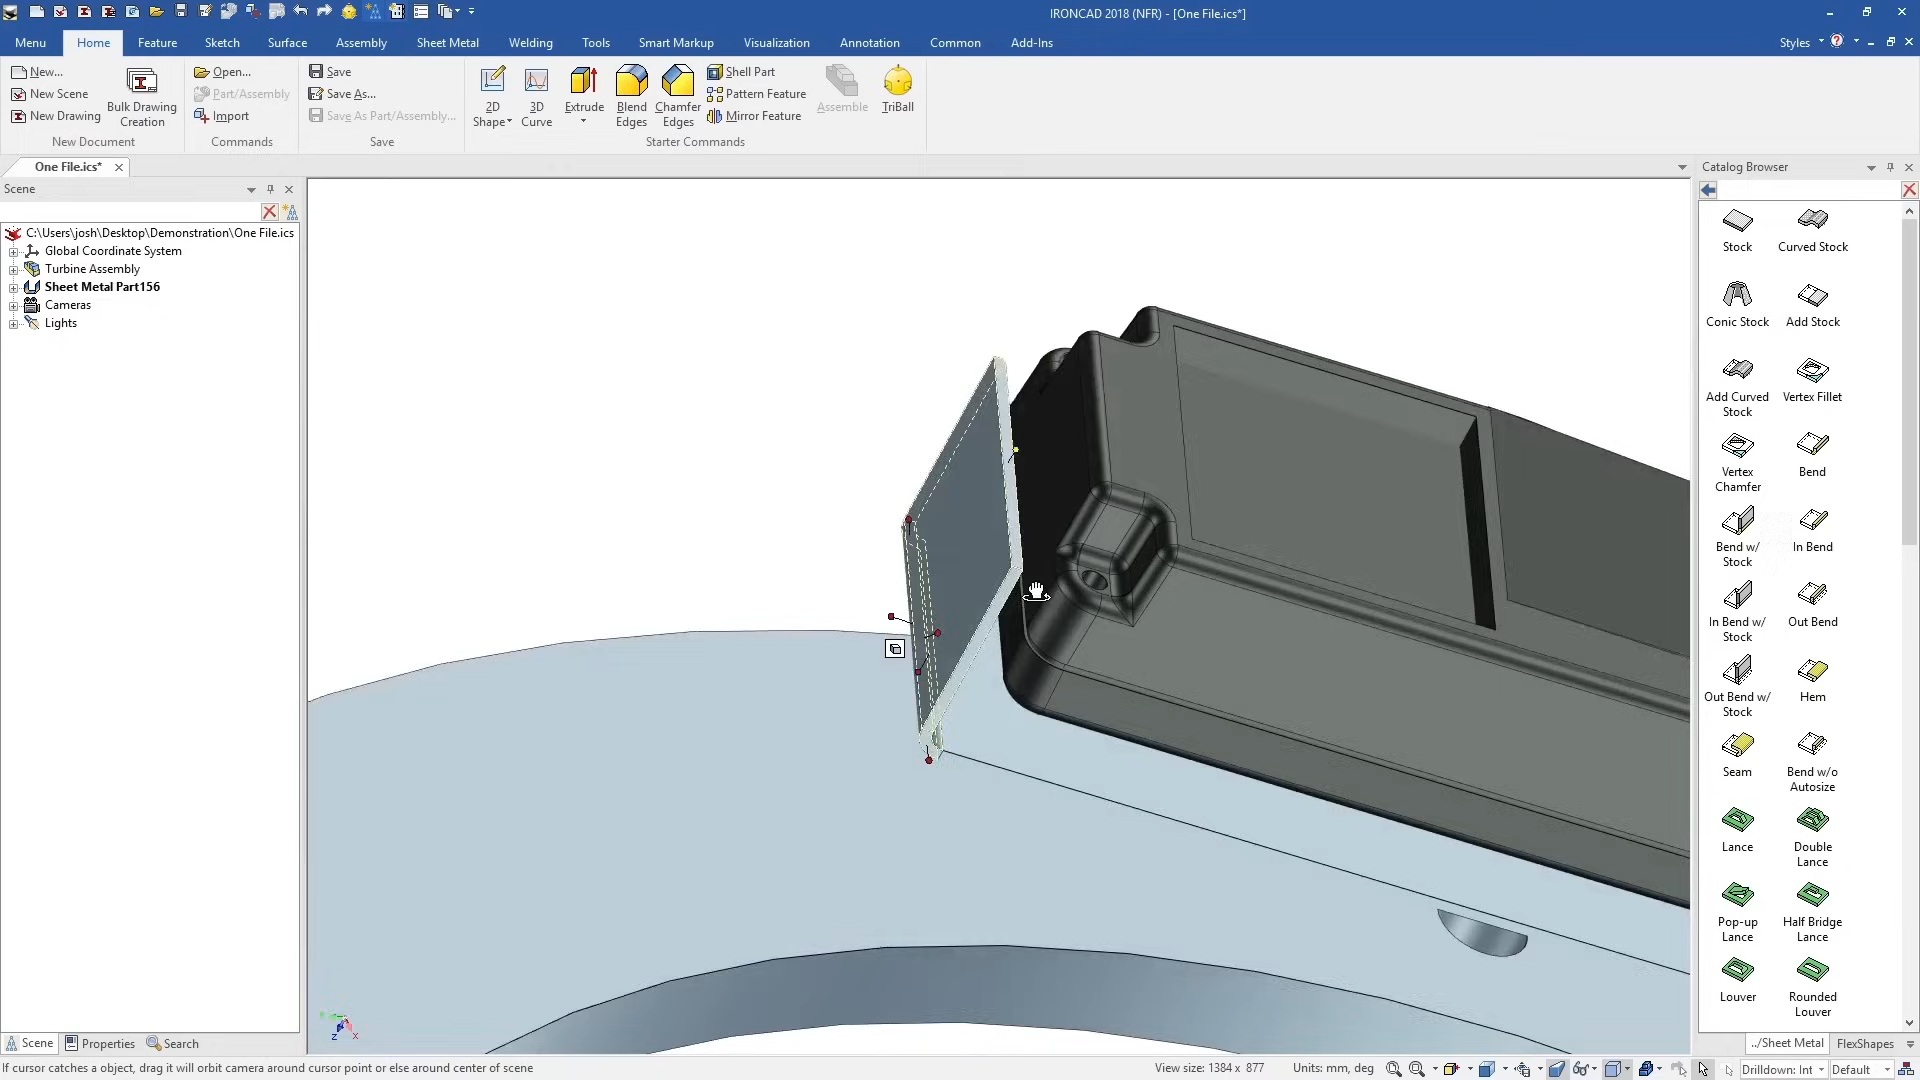 IRONCAD 2018 (NFR) - [One File.ics*]
Menu Home Feature Sketch Surface Assembly Sheet Metal Welding Tools Smart Markup Visualization Annotation Common Add-Ins Styles
New... Open... Save
New Scene Part/Assembly Save As...
New Drawing Import Save As Part/Assembly...
Bulk Drawing Creation
2D Shape
3D Curve
Extrude
Blend Edges
Chamfer Edges
Shell Part
Pattern Feature
Mirror Feature
Assemble
TriBall
New Document Commands Save Starter Commands
One File.ics*
Scene
C:\Users\josh\Desktop\Demonstration\One File.ics
Global Coordinate System
Turbine Assembly
Sheet Metal Part156
Cameras
Lights
Catalog Browser
Stock Curved Stock
Conic Stock Add Stock
Add Curved Stock Vertex Fillet
Vertex Chamfer Bend
Bend w/ Stock In Bend
In Bend w/ Stock Out Bend
Out Bend w/ Stock Hem
Seam Bend w/o Autosize
Lance Double Lance
Pop-up Lance Half Bridge Lance
Louver Rounded Louver
Z X
Scene Properties Search
../Sheet Metal FlexShapes
If cursor catches a object, drag it will orbit camera around cursor point or else around center of scene
View size: 1384 x 877 Units: mm, deg Drilldown: Int Default